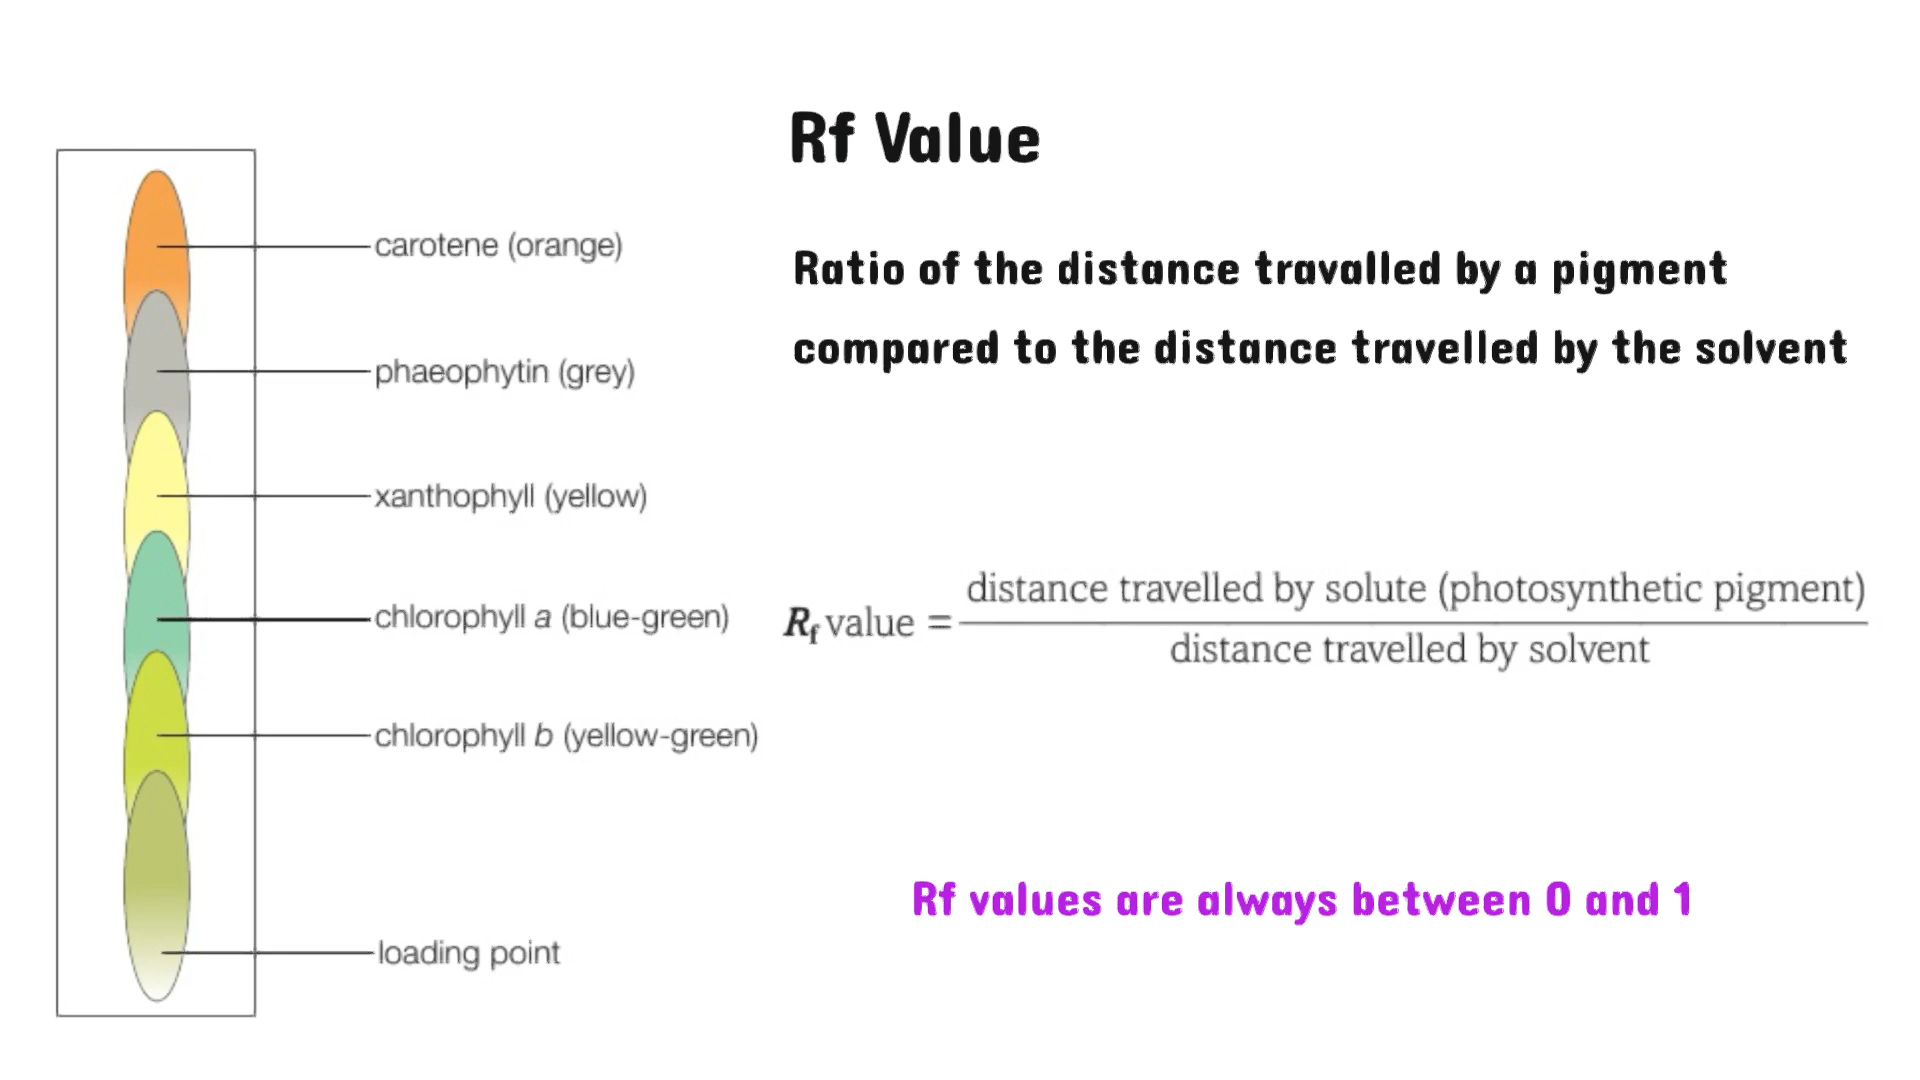 Rf Value
Ratio of the distance travalled by a pigment
compared to the distance travelled by the solvent
carotene (orange)
phaeophytin (grey)
xanthophyll (yellow)
chlorophyll a (blue-green)
chlorophyll b (yellow-green)
loading point
Rf value = distance travelled by solute (photosynthetic pigment)
distance travelled by solvent
Rf values are always between 0 and 1